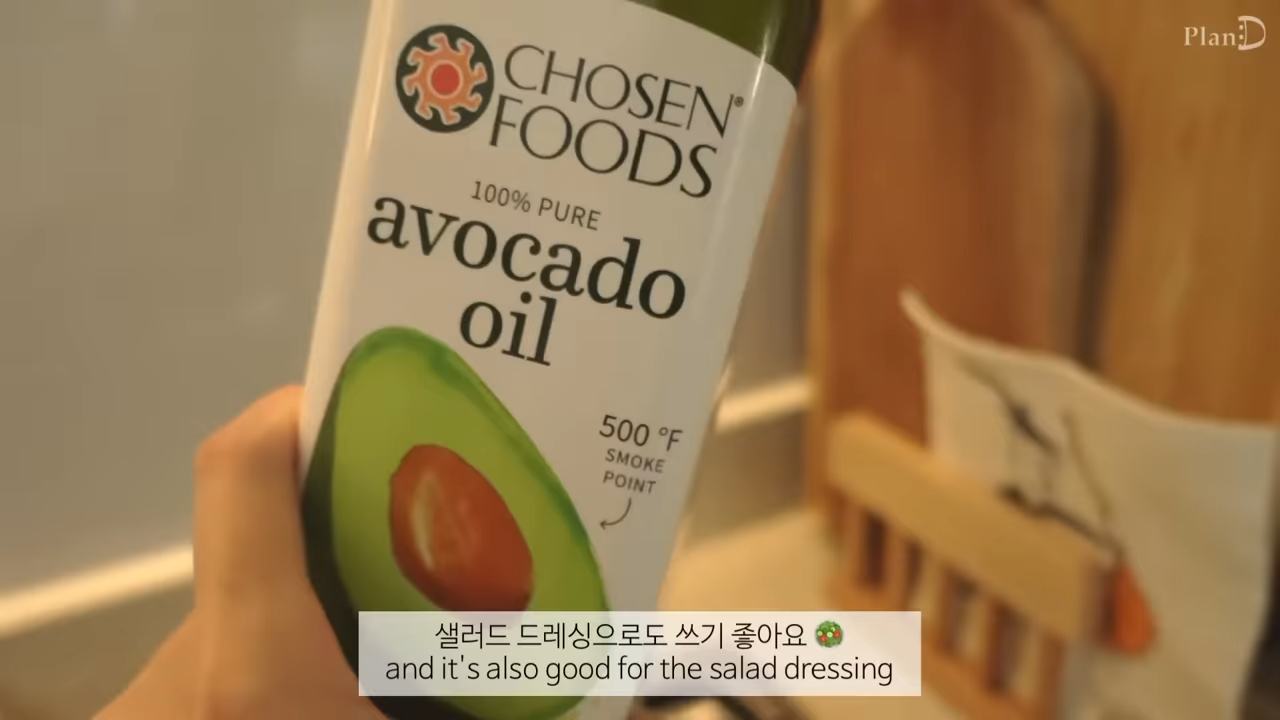 Plan:D
CHOSEN®
FOODS
100% PURE
avocado
oil
500 °F
SMOKE
POINT
샐러드 드레싱으로도 쓰기 좋아요 🥗
and it's also good for the salad dressing